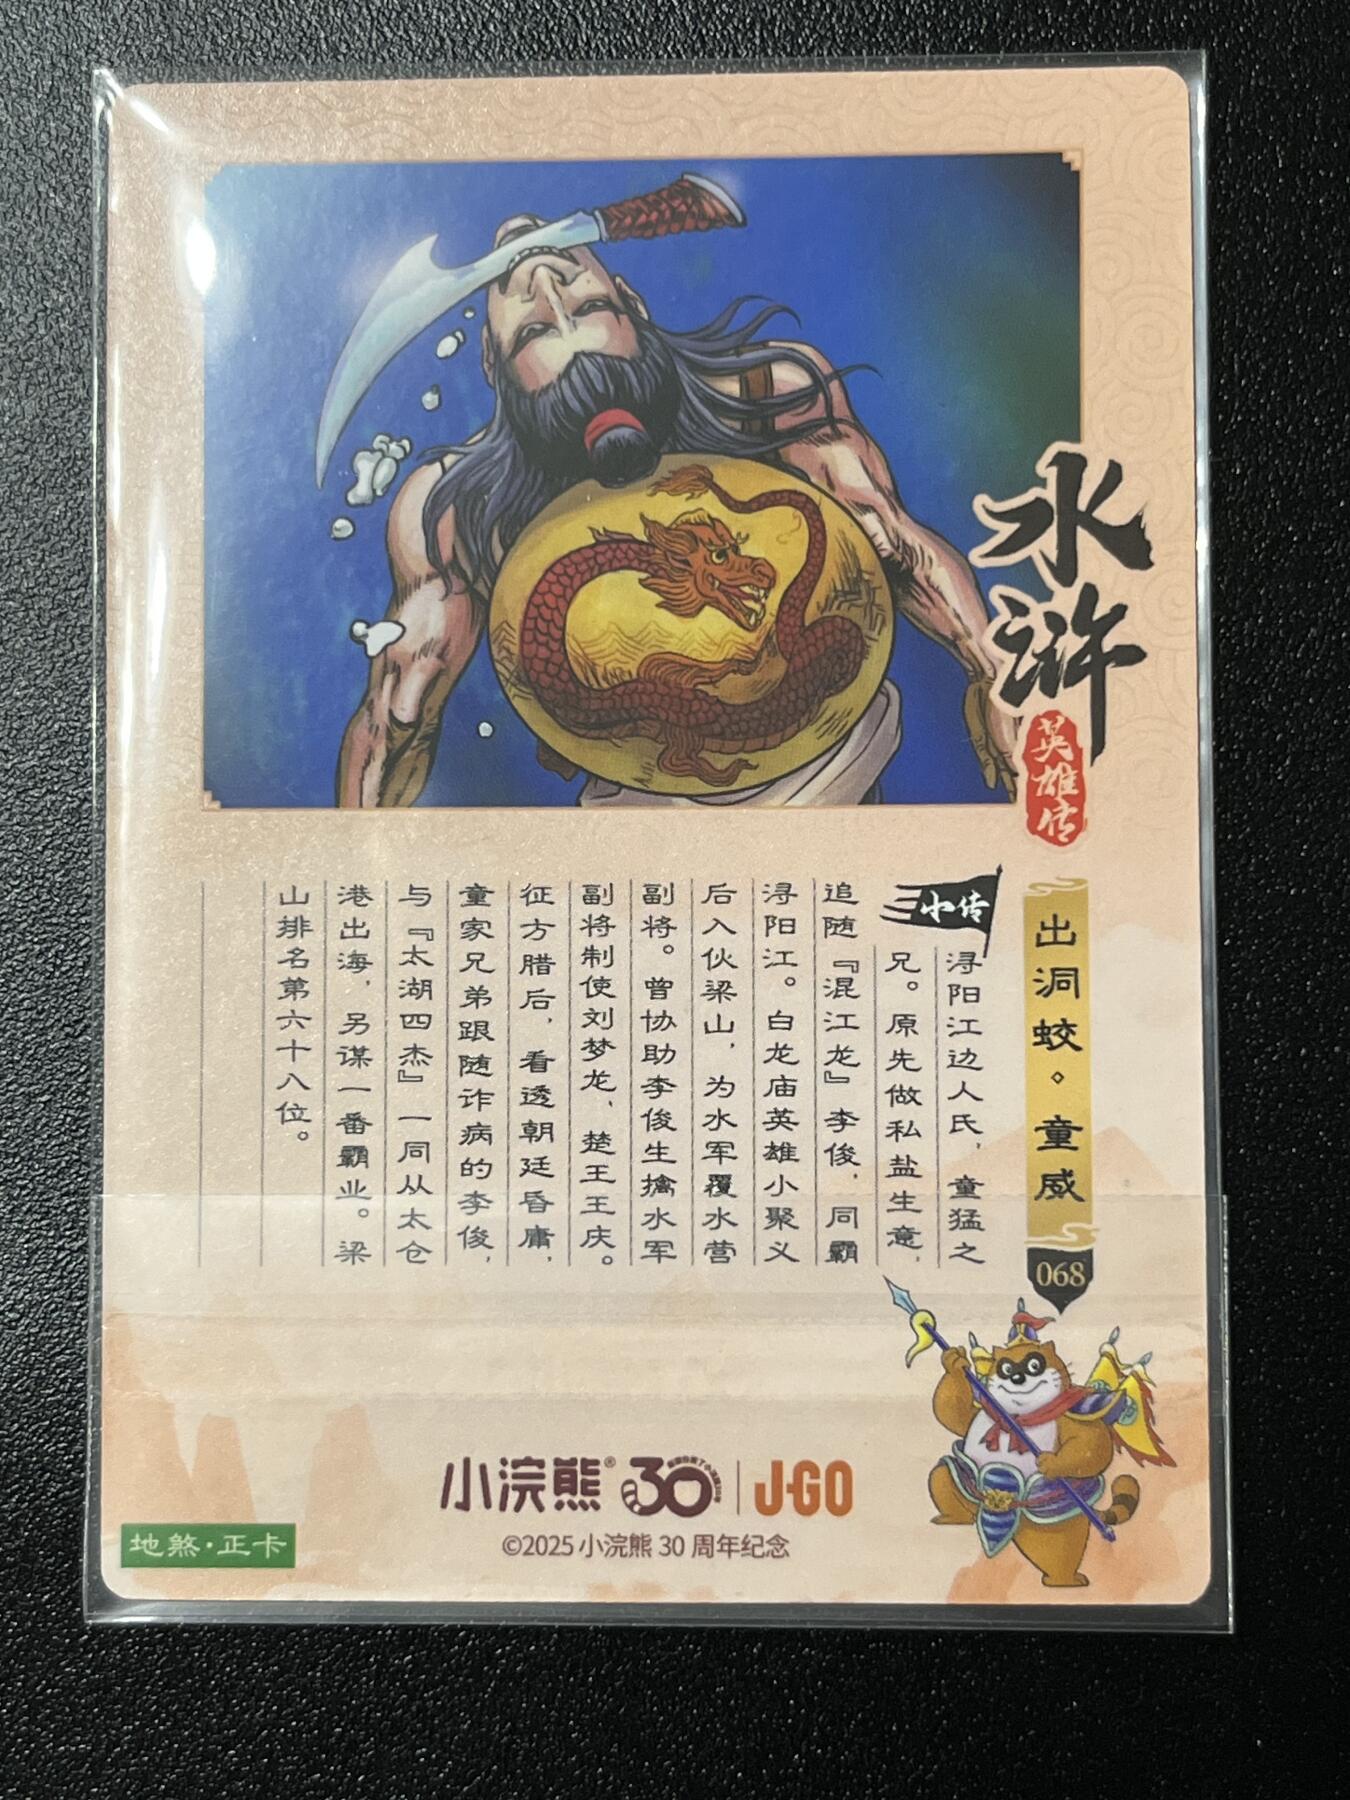 水浒
英雄传
出洞蛟·童威
068
小传
浔阳江边人氏，童猛之
兄。原先做私盐生意，
追随『混江龙』李俊，同霸
浔阳江。白龙庙英雄小聚义
后入伙梁山，为水军覆水营
副将。曾协助李俊生擒水军
副将制使刘梦龙、楚王王庆。
征方腊后，看透朝廷昏庸，
童家兄弟跟随诈病的李俊，
与『太湖四杰』一同从太仓
港出海，另谋一番霸业。梁
山排名第六十八位。
小浣熊® 30 | J-GO
©2025 小浣熊 30 周年纪念
地煞·正卡